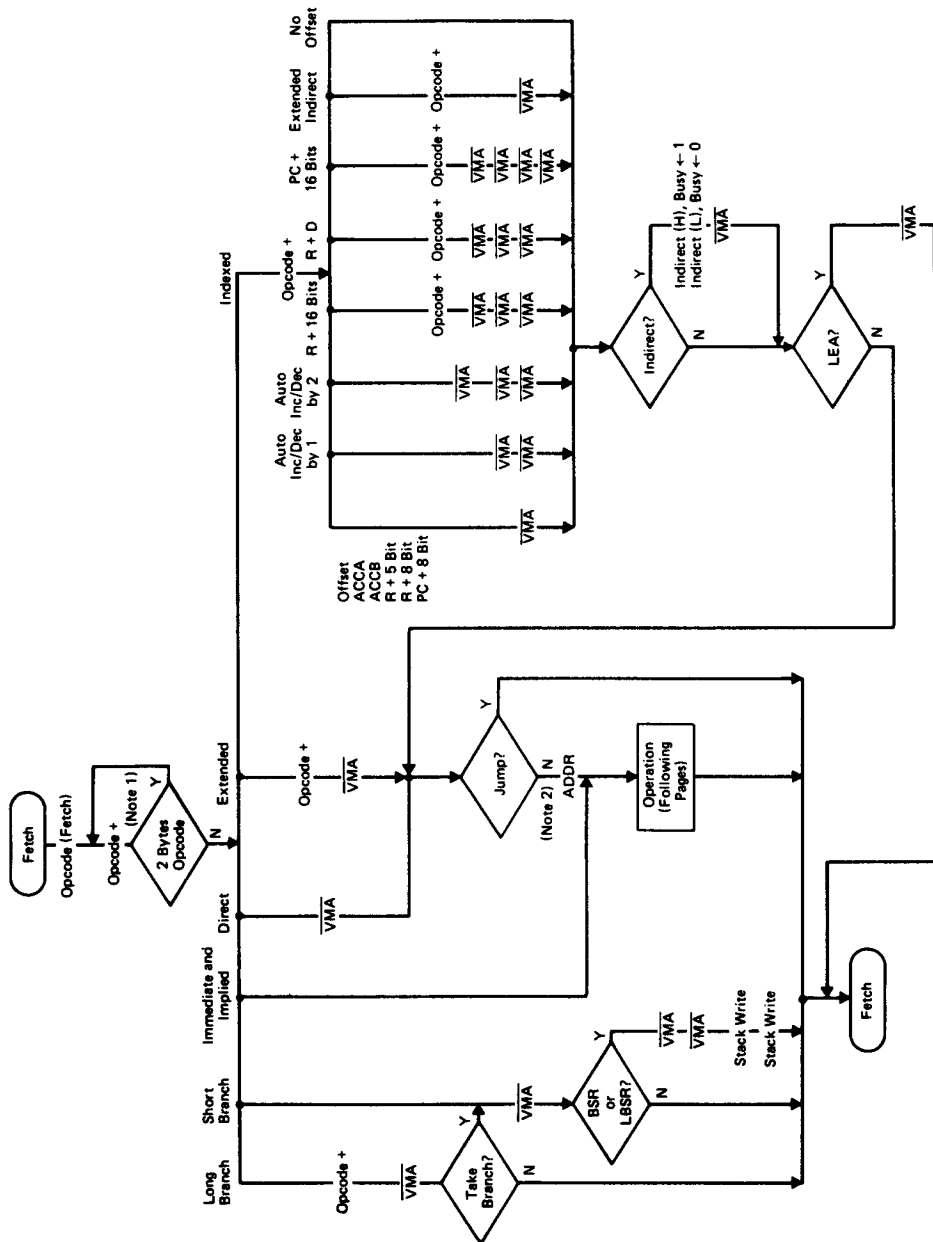 Fetch
Opcode (Fetch)
Opcode +
(Note 1)
2 Bytes
Opcode
Y
N
Long
Branch
Short
Branch
Immediate and
Implied
Direct
Extended
Indexed
Opcode +
VMA
Take
Branch?
Y
N
VMA
BSR
or
LBSR?
Y
N
VMA
VMA
Stack Write
Stack Write
VMA
Opcode +
VMA
Jump?
Y
(Note 2)
N
ADDR
Operation
(Following
Pages)
Fetch
Opcode +
Offset
ACCA
ACCB
R + 5 Bit
R + 8 Bit
PC + 8 Bit
VMA
Auto
Inc/Dec
by 1
VMA
VMA
Auto
Inc/Dec
by 2
VMA
VMA
VMA
R + 16 Bits
Opcode +
VMA
VMA
VMA
R + D
Opcode +
VMA
VMA
VMA
PC +
16 Bits
Opcode +
VMA
VMA
VMA
VMA
Extended
Indirect
Opcode +
Opcode +
VMA
No
Offset
Indirect?
Y
N
Indirect (H), Busy ← 1
Indirect (L), Busy ← 0
VMA
LEA?
Y
N
VMA